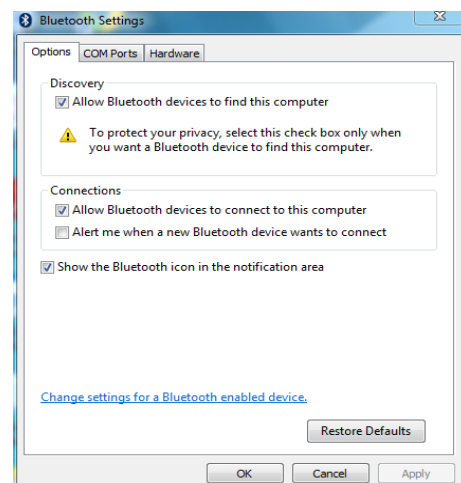 Bluetooth Settings
Options COM Ports Hardware
Discovery
Allow Bluetooth devices to find this computer
To protect your privacy, select this check box only when
you want a Bluetooth device to find this computer.
Connections
Allow Bluetooth devices to connect to this computer
Alert me when a new Bluetooth device wants to connect
Show the Bluetooth icon in the notification area
Change settings for a Bluetooth enabled device.
Restore Defaults
OK Cancel Apply